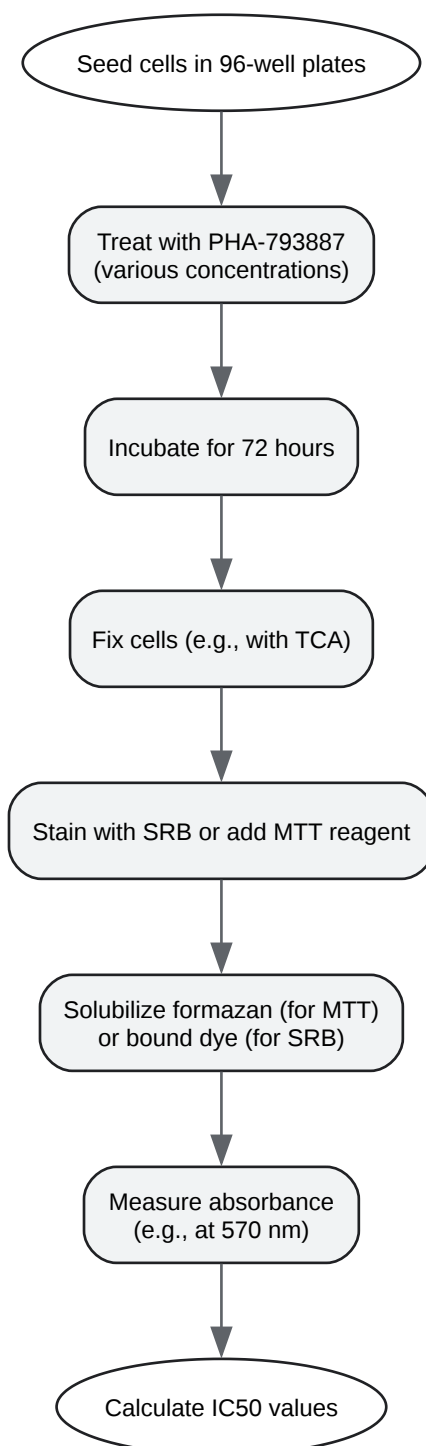 Seed cells in 96-well plates
Treat with PHA-793887
(various concentrations)
Incubate for 72 hours
Fix cells (e.g., with TCA)
Stain with SRB or add MTT reagent
Solubilize formazan (for MTT)
or bound dye (for SRB)
Measure absorbance
(e.g., at 570 nm)
Calculate IC50 values